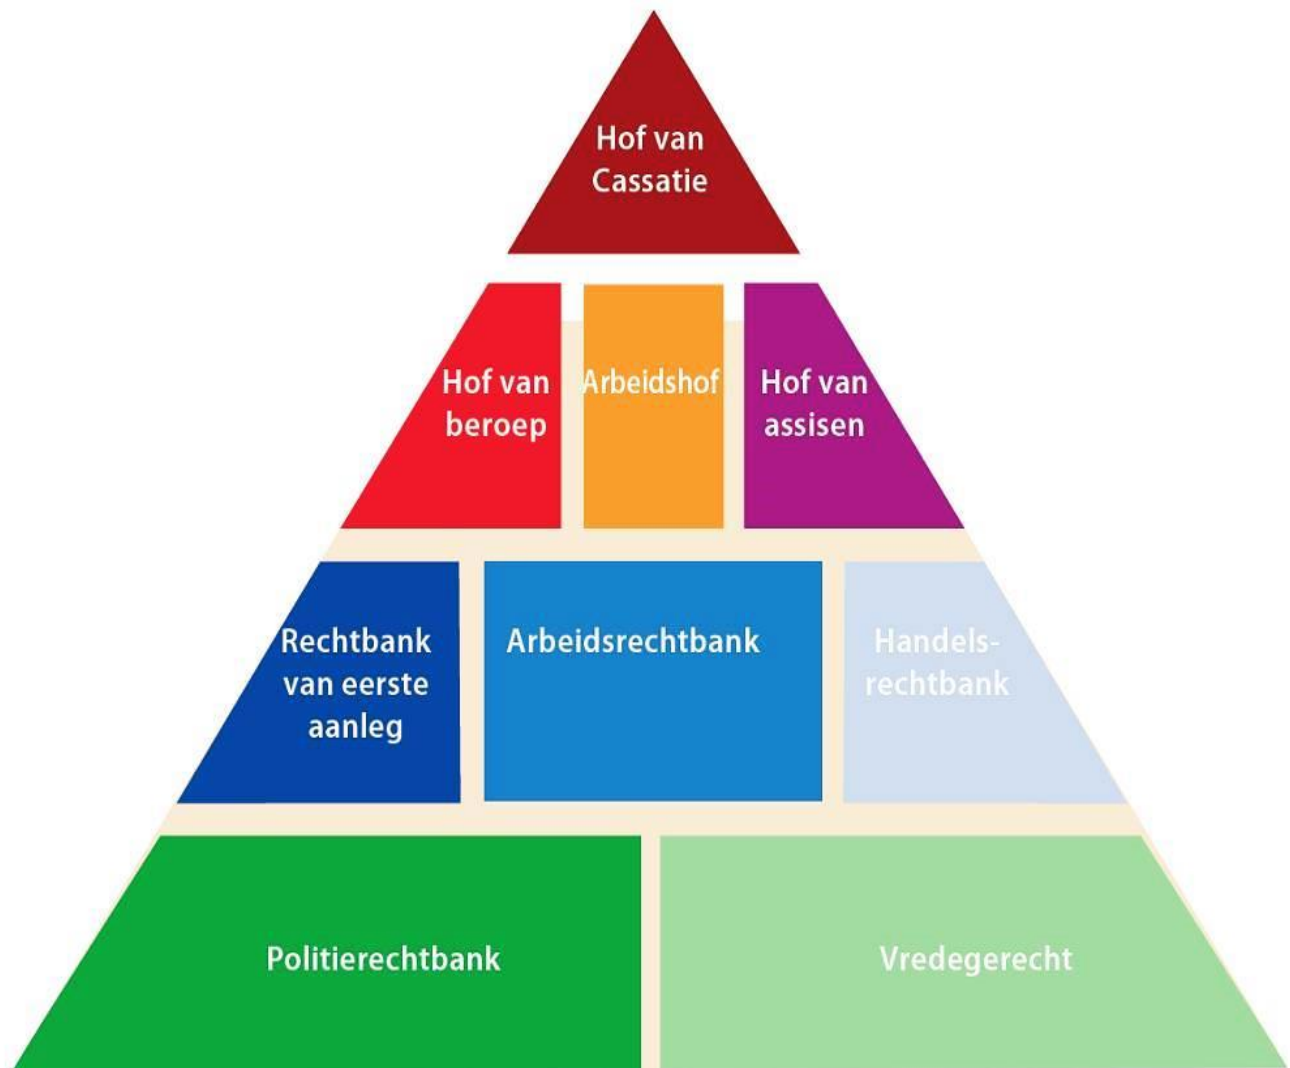 Hof van
Cassatie
Hof van
beroep
Arbeidshof
Hof van
assisen
Rechtbank
van eerste
aanleg
Arbeidsrechtbank
Handels-
rechtbank
Politierechtbank
Vredegerecht